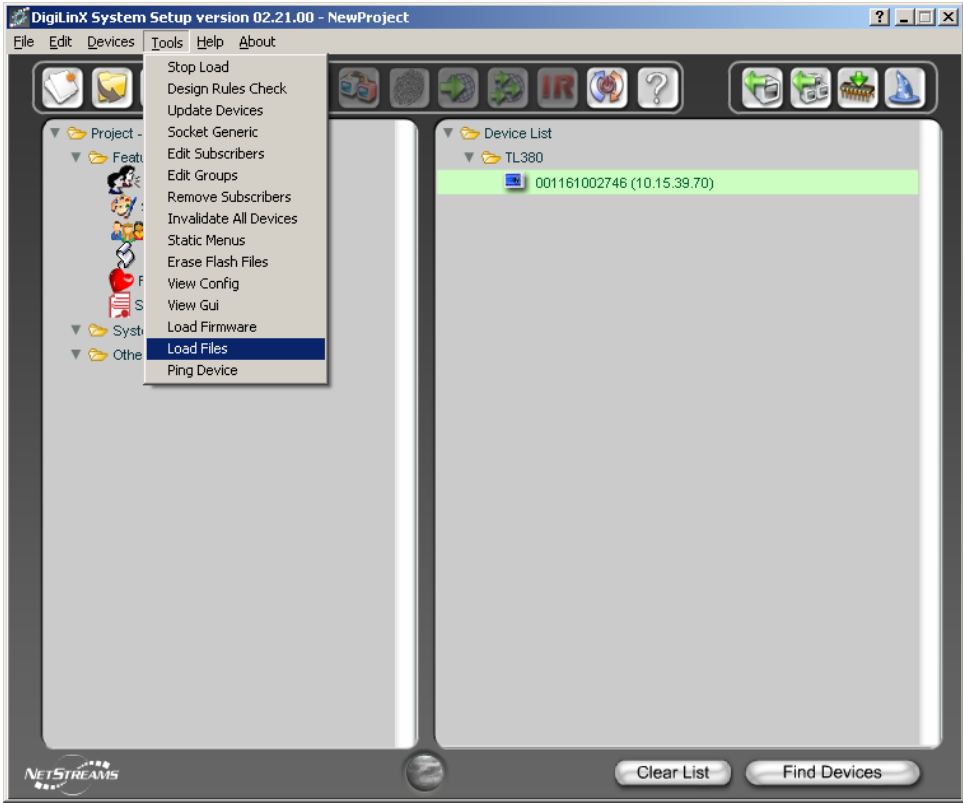 DigiLinX System Setup version 02.21.00 - NewProject
File Edit Devices Tools Help About
Stop Load
Design Rules Check
Update Devices
Socket Generic
Edit Subscribers
Edit Groups
Remove Subscribers
Invalidate All Devices
Static Menus
Erase Flash Files
View Config
View Gui
Load Firmware
Load Files
Ping Device
IR
Project -
Featu
S
F
S
Syste
Othe
Device List
TL380
001161002746 (10.15.39.70)
NETSTREAMS
Clear List Find Devices